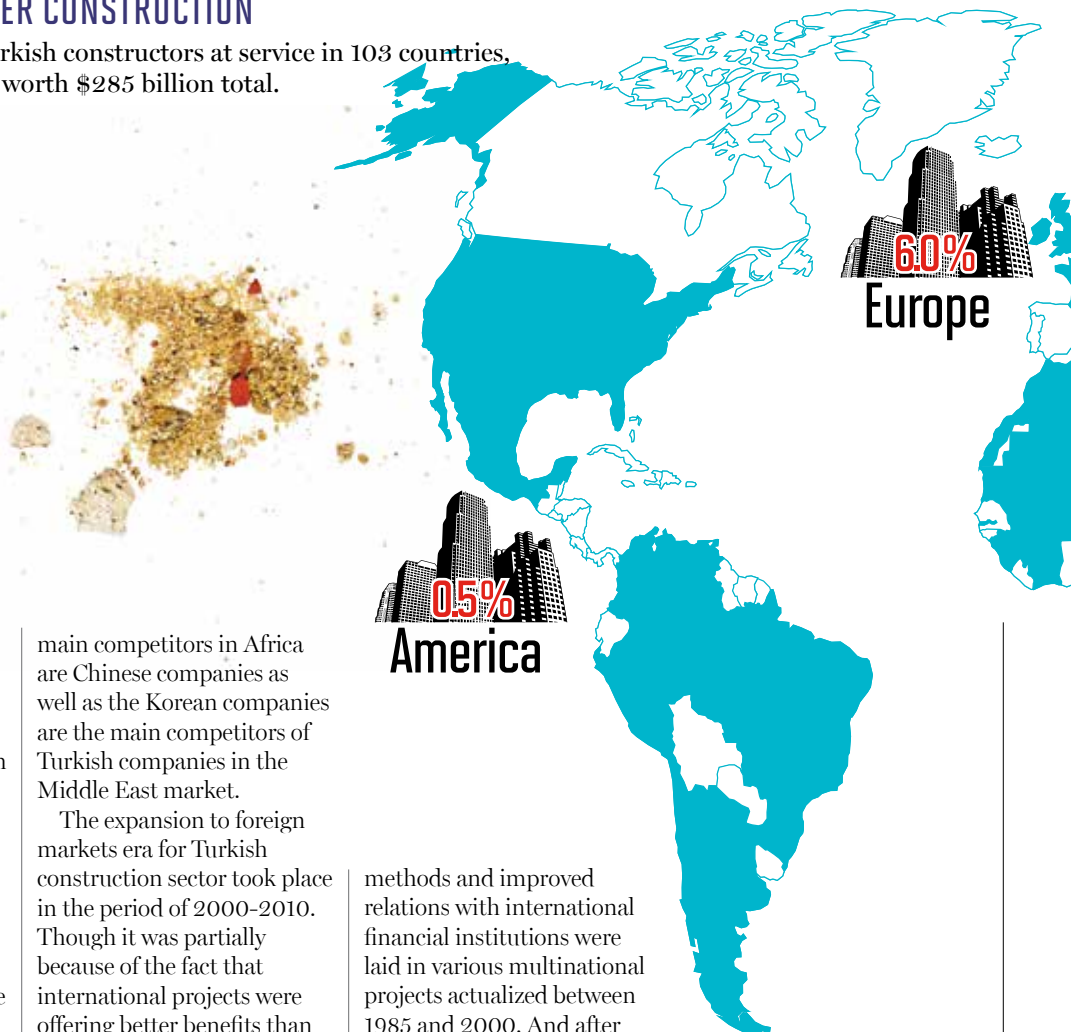 ER CONSTRUCTION
rkish constructors at service in 103 countries,
worth $285 billion total.
6.0%
Europe
0.5%
America
main competitors in Africa
are Chinese companies as
well as the Korean companies
are the main competitors of
Turkish companies in the
Middle East market.
The expansion to foreign
markets era for Turkish
construction sector took place
in the period of 2000-2010.
Though it was partially
because of the fact that
international projects were
offering better benefits than
methods and improved
relations with international
financial institutions were
laid in various multinational
projects actualized between
1985 and 2000. And after